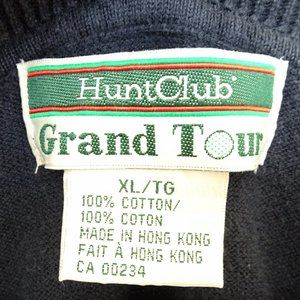 HuntClub®
Grand Tour
XL/TG
100% COTTON/
100% COTON
MADE IN HONG KONG
FAIT À HONG KONG
CA 00234